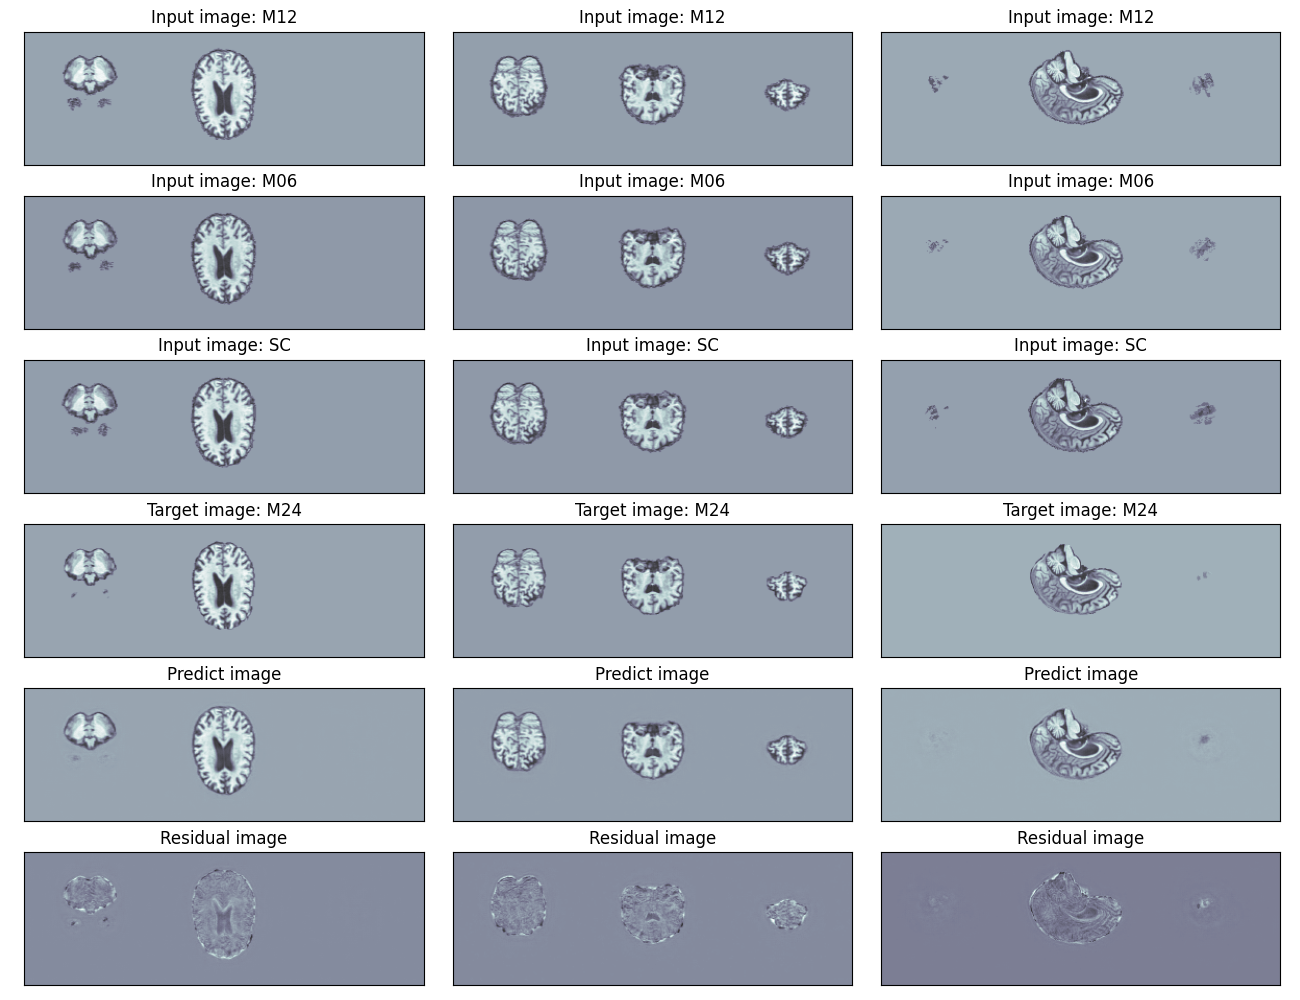 Input image: M12 Input image: M12 Input image: M12
Input image: M06 Input image: M06 Input image: M06
Input image: SC Input image: SC Input image: SC
Target image: M24 Target image: M24 Target image: M24
Predict image Predict image Predict image
Residual image Residual image Residual image